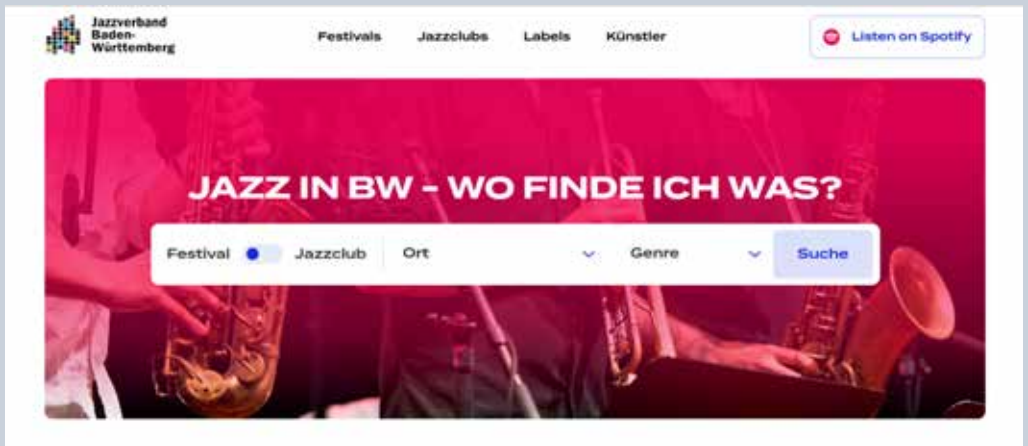 Jazzverband
Baden-
Württemberg
Festivals Jazzclubs Labels Künstler
Listen on Spotify
JAZZ IN BW - WO FINDE ICH WAS?
Festival Jazzclub Ort Genre Suche